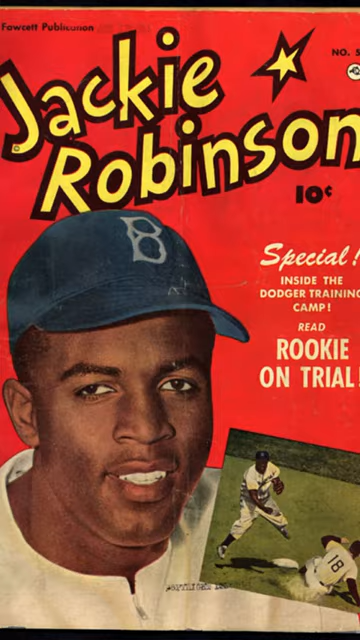 Fawcett Publication
NO. 5
Jackie
Robinson
10¢
B
Special!
INSIDE THE
DODGER TRAINING
CAMP!
READ
ROOKIE
ON TRIAL!
18